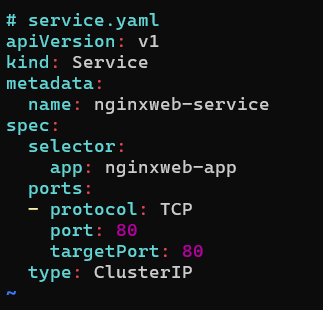 # service.yaml
apiVersion: v1
kind: Service
metadata:
  name: nginxweb-service
spec:
  selector:
    app: nginxweb-app
  ports:
  - protocol: TCP
    port: 80
    targetPort: 80
  type: ClusterIP
~